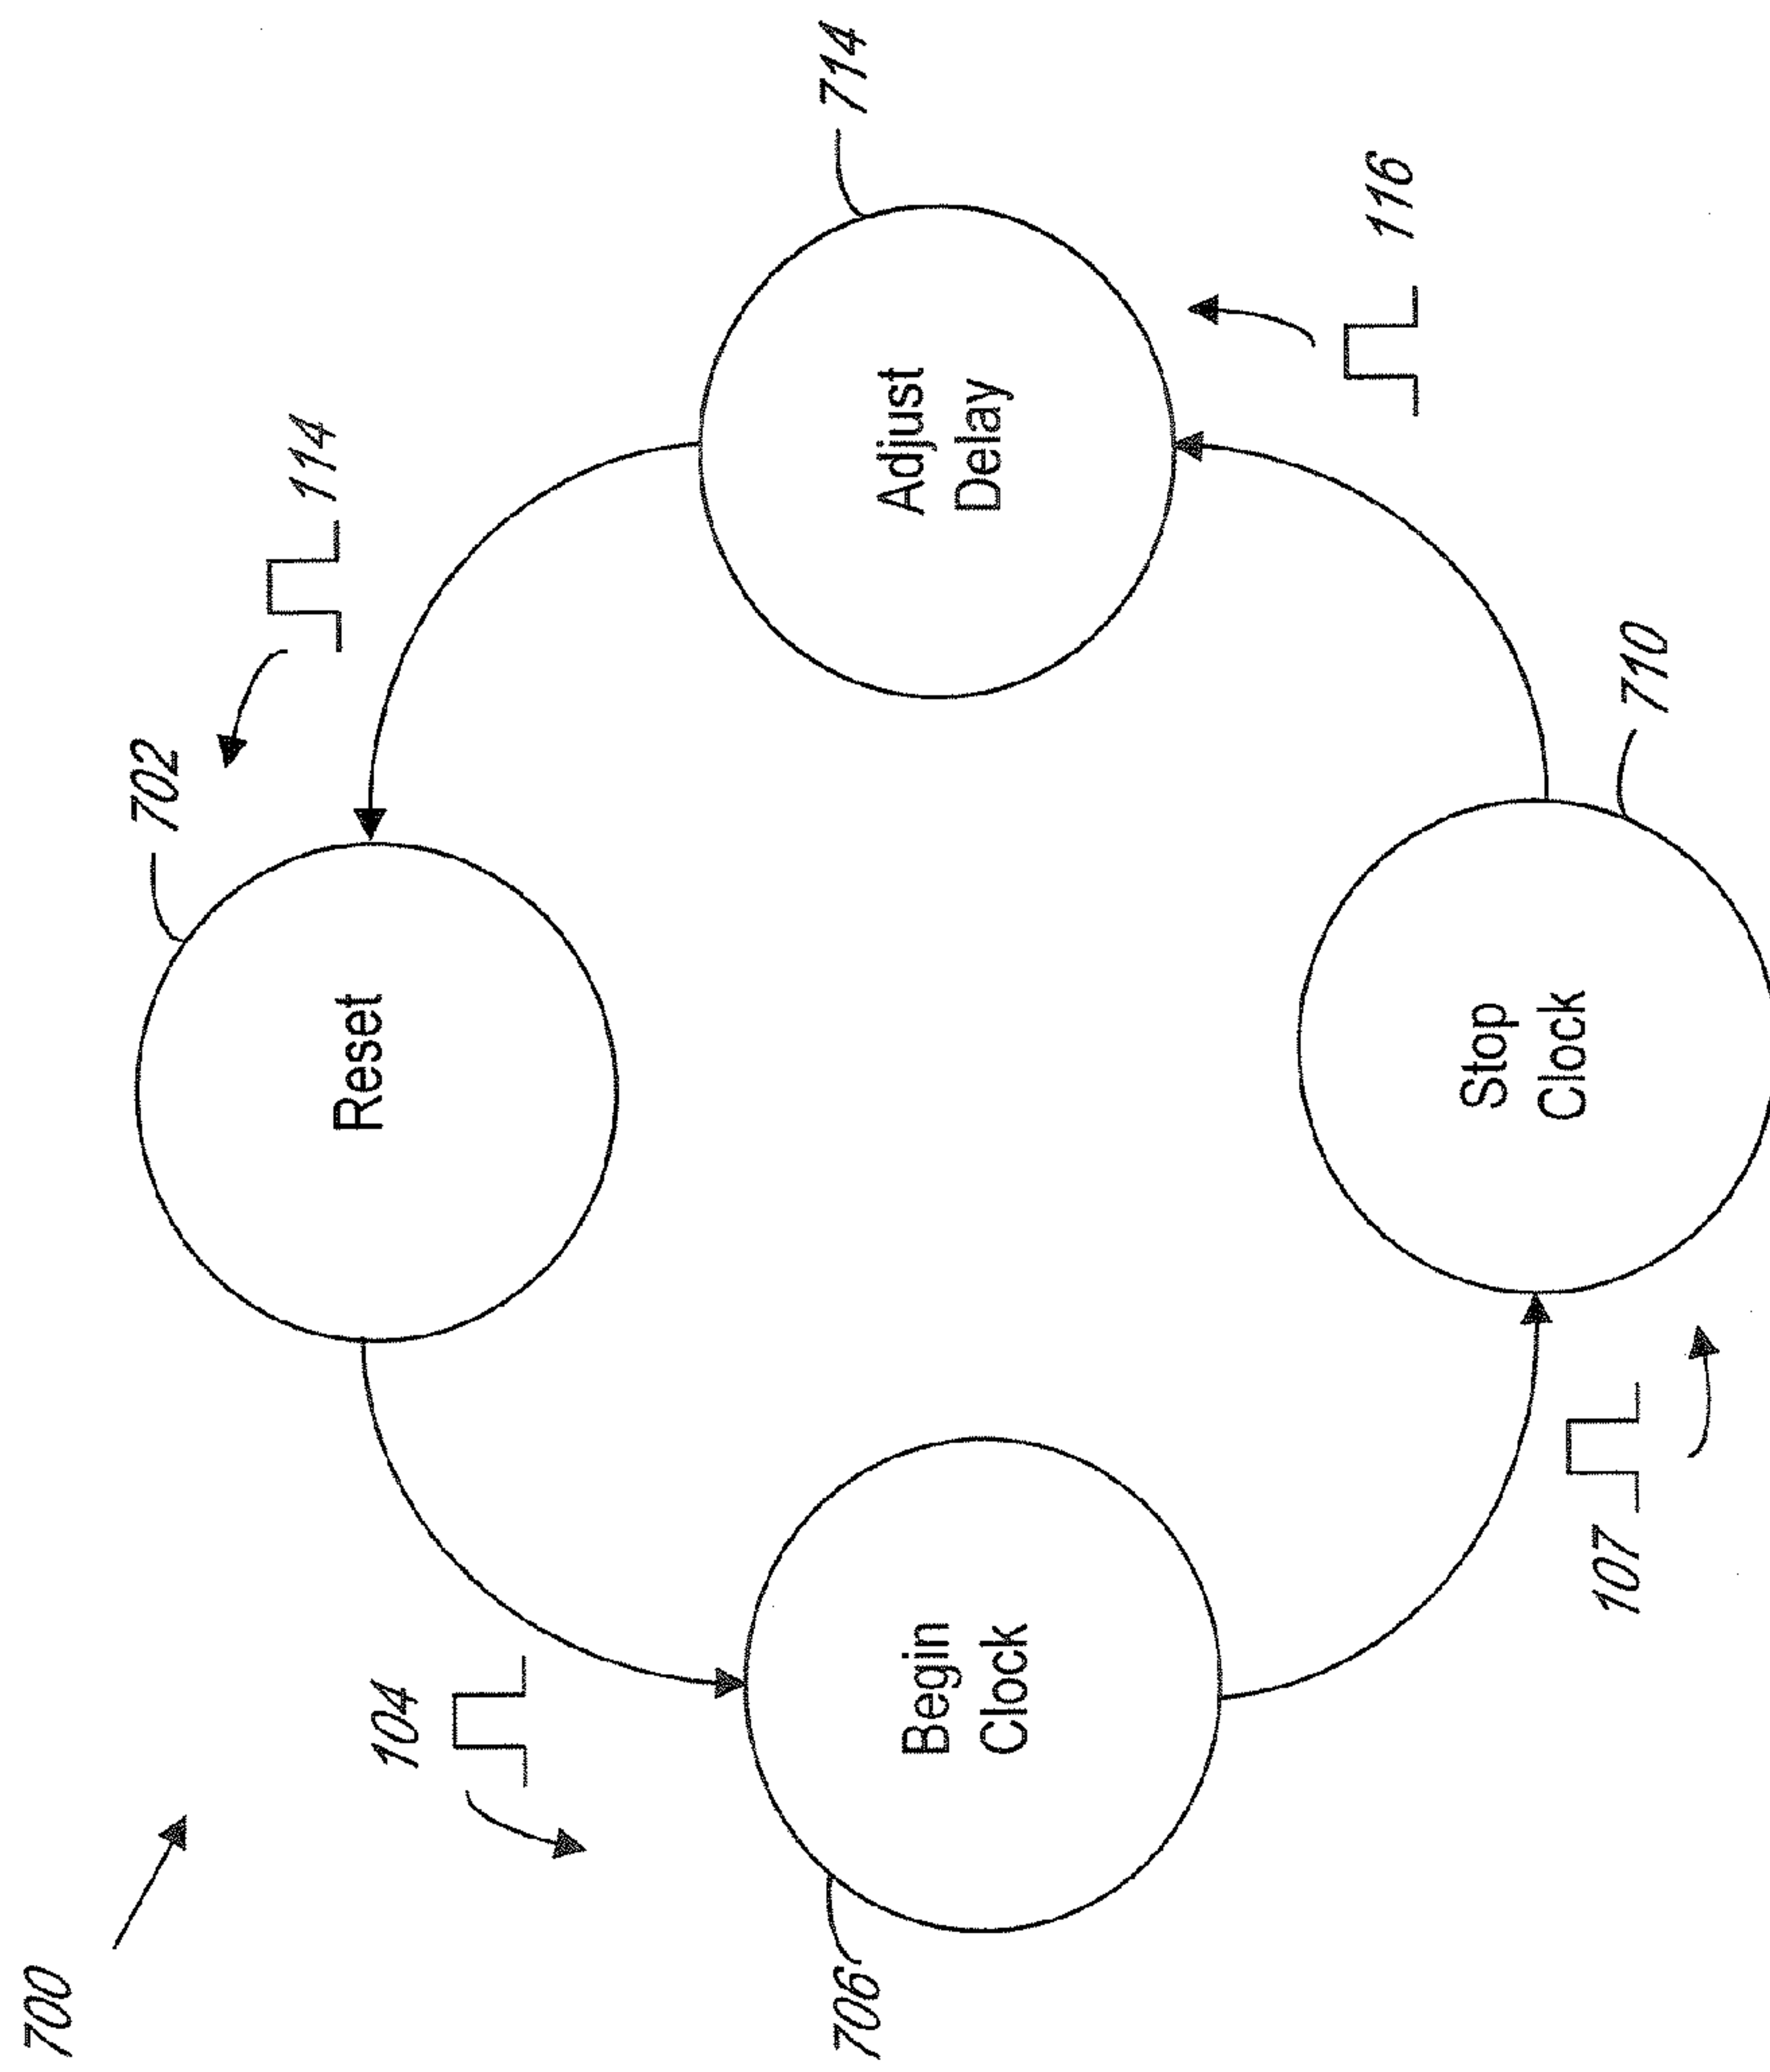 700
702
114
Reset
104
706
714
Begin
Clock
Adjust
Delay
116
Stop
Clock
107
710